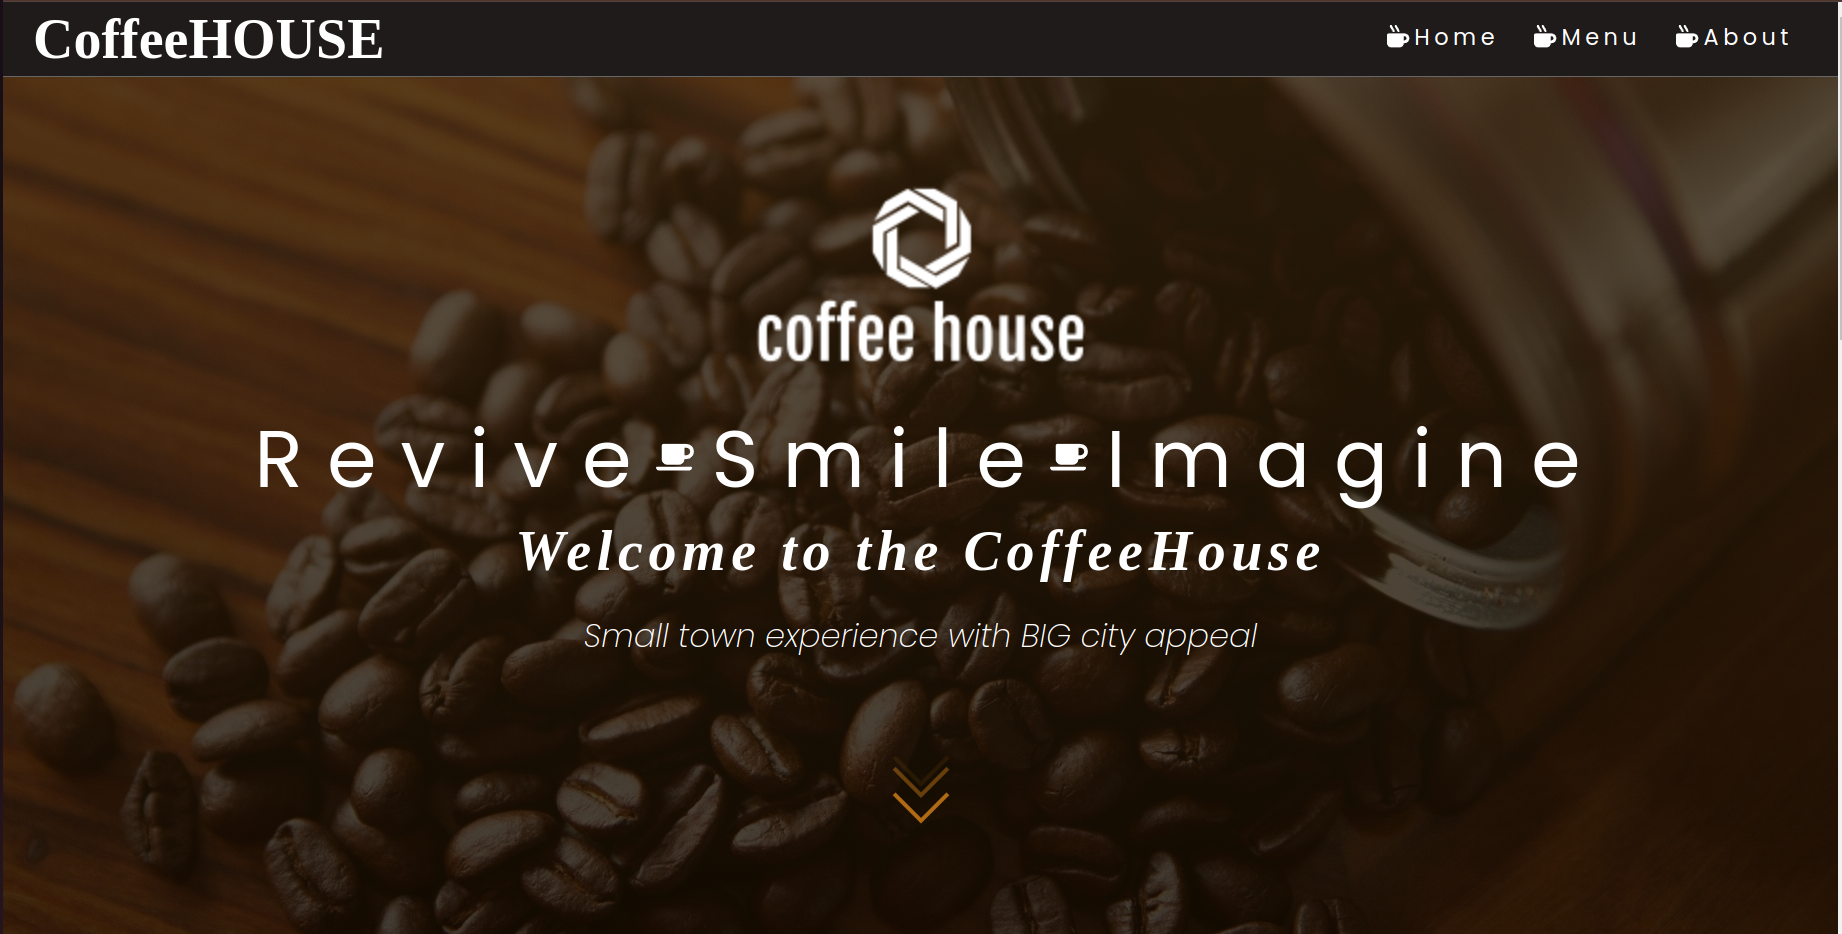 CoffeeHOUSE
Home Menu About
coffee house
Revive Smile Imagine
Welcome to the CoffeeHouse
Small town experience with BIG city appeal